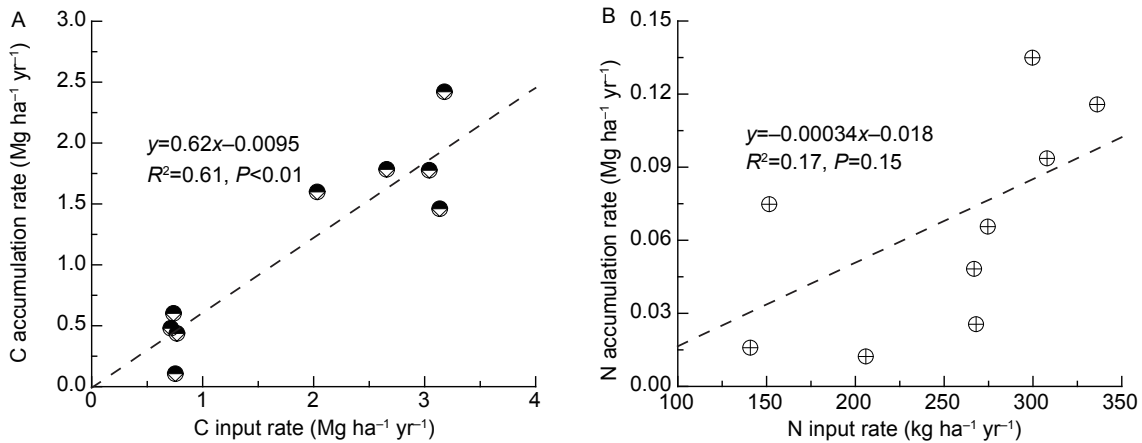 A
C accumulation rate (Mg ha⁻¹ yr⁻¹)
3.0
2.5
2.0
1.5
1.0
0.5
0.0
y=0.62x–0.0095
R²=0.61, P<0.01
0 1 2 3 4
C input rate (Mg ha⁻¹ yr⁻¹)
B
N accumulation rate (Mg ha⁻¹ yr⁻¹)
0.15
0.12
0.09
0.06
0.03
0.00
y=–0.00034x–0.018
R²=0.17, P=0.15
100 150 200 250 300 350
N input rate (kg ha⁻¹ yr⁻¹)